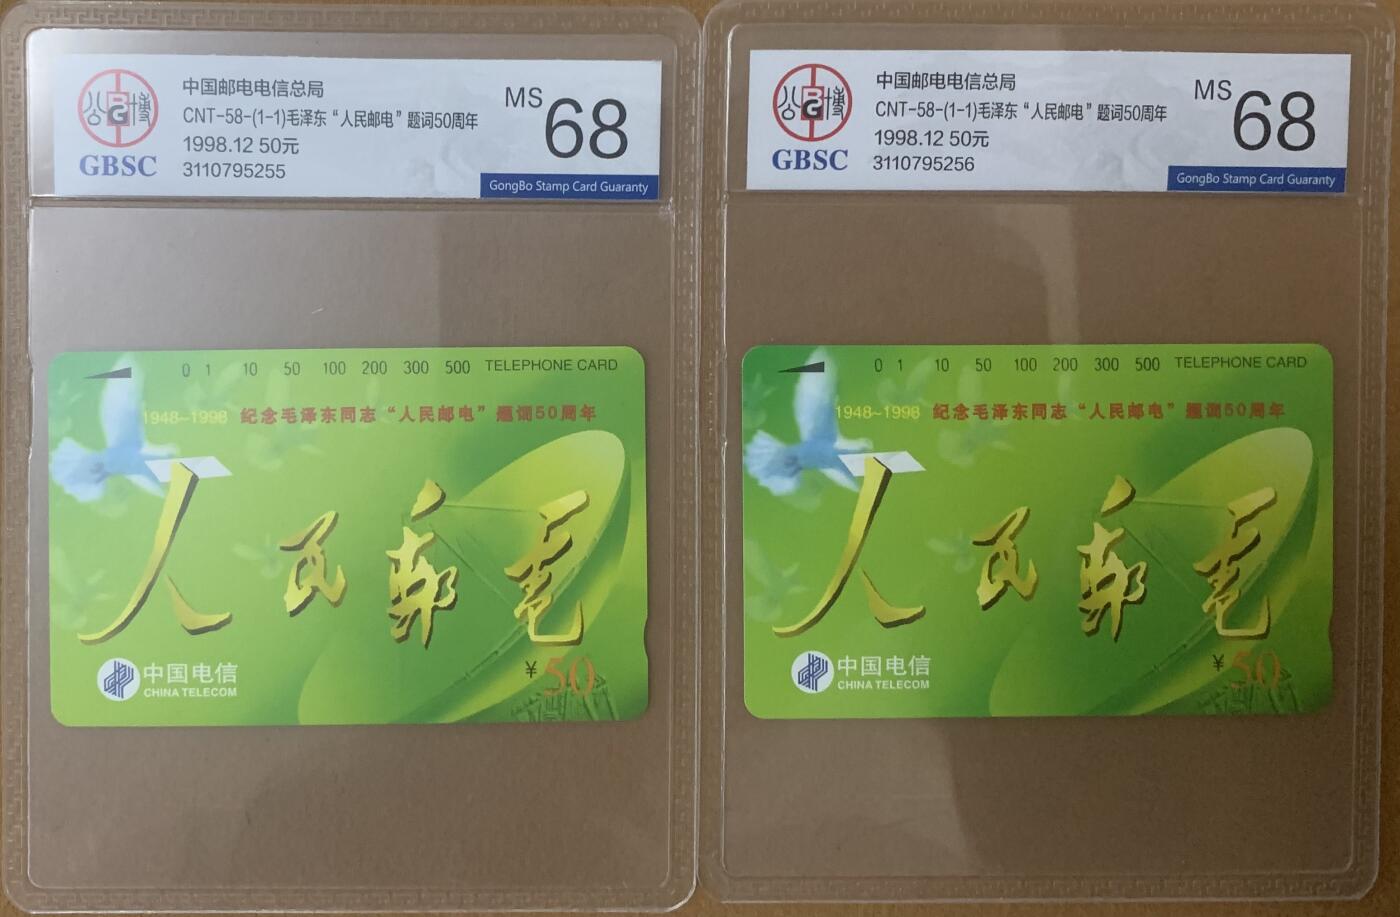 公博
BG
GBSC
中国邮电电信总局
CNT-58-(1-1)毛泽东“人民邮电”题词50周年
1998.12 50元
3110795255
MS 68
GongBo Stamp Card Guaranty
0 1 10 50 100 200 300 500 TELEPHONE CARD
1948~1998 纪念毛泽东同志“人民邮电”题词50周年
人民邮电
中国电信
CHINA TELECOM
¥50
公博
BG
GBSC
中国邮电电信总局
CNT-58-(1-1)毛泽东“人民邮电”题词50周年
1998.12 50元
3110795256
MS 68
GongBo Stamp Card Guaranty
0 1 10 50 100 200 300 500 TELEPHONE CARD
1948~1998 纪念毛泽东同志“人民邮电”题词50周年
人民邮电
中国电信
CHINA TELECOM
¥50